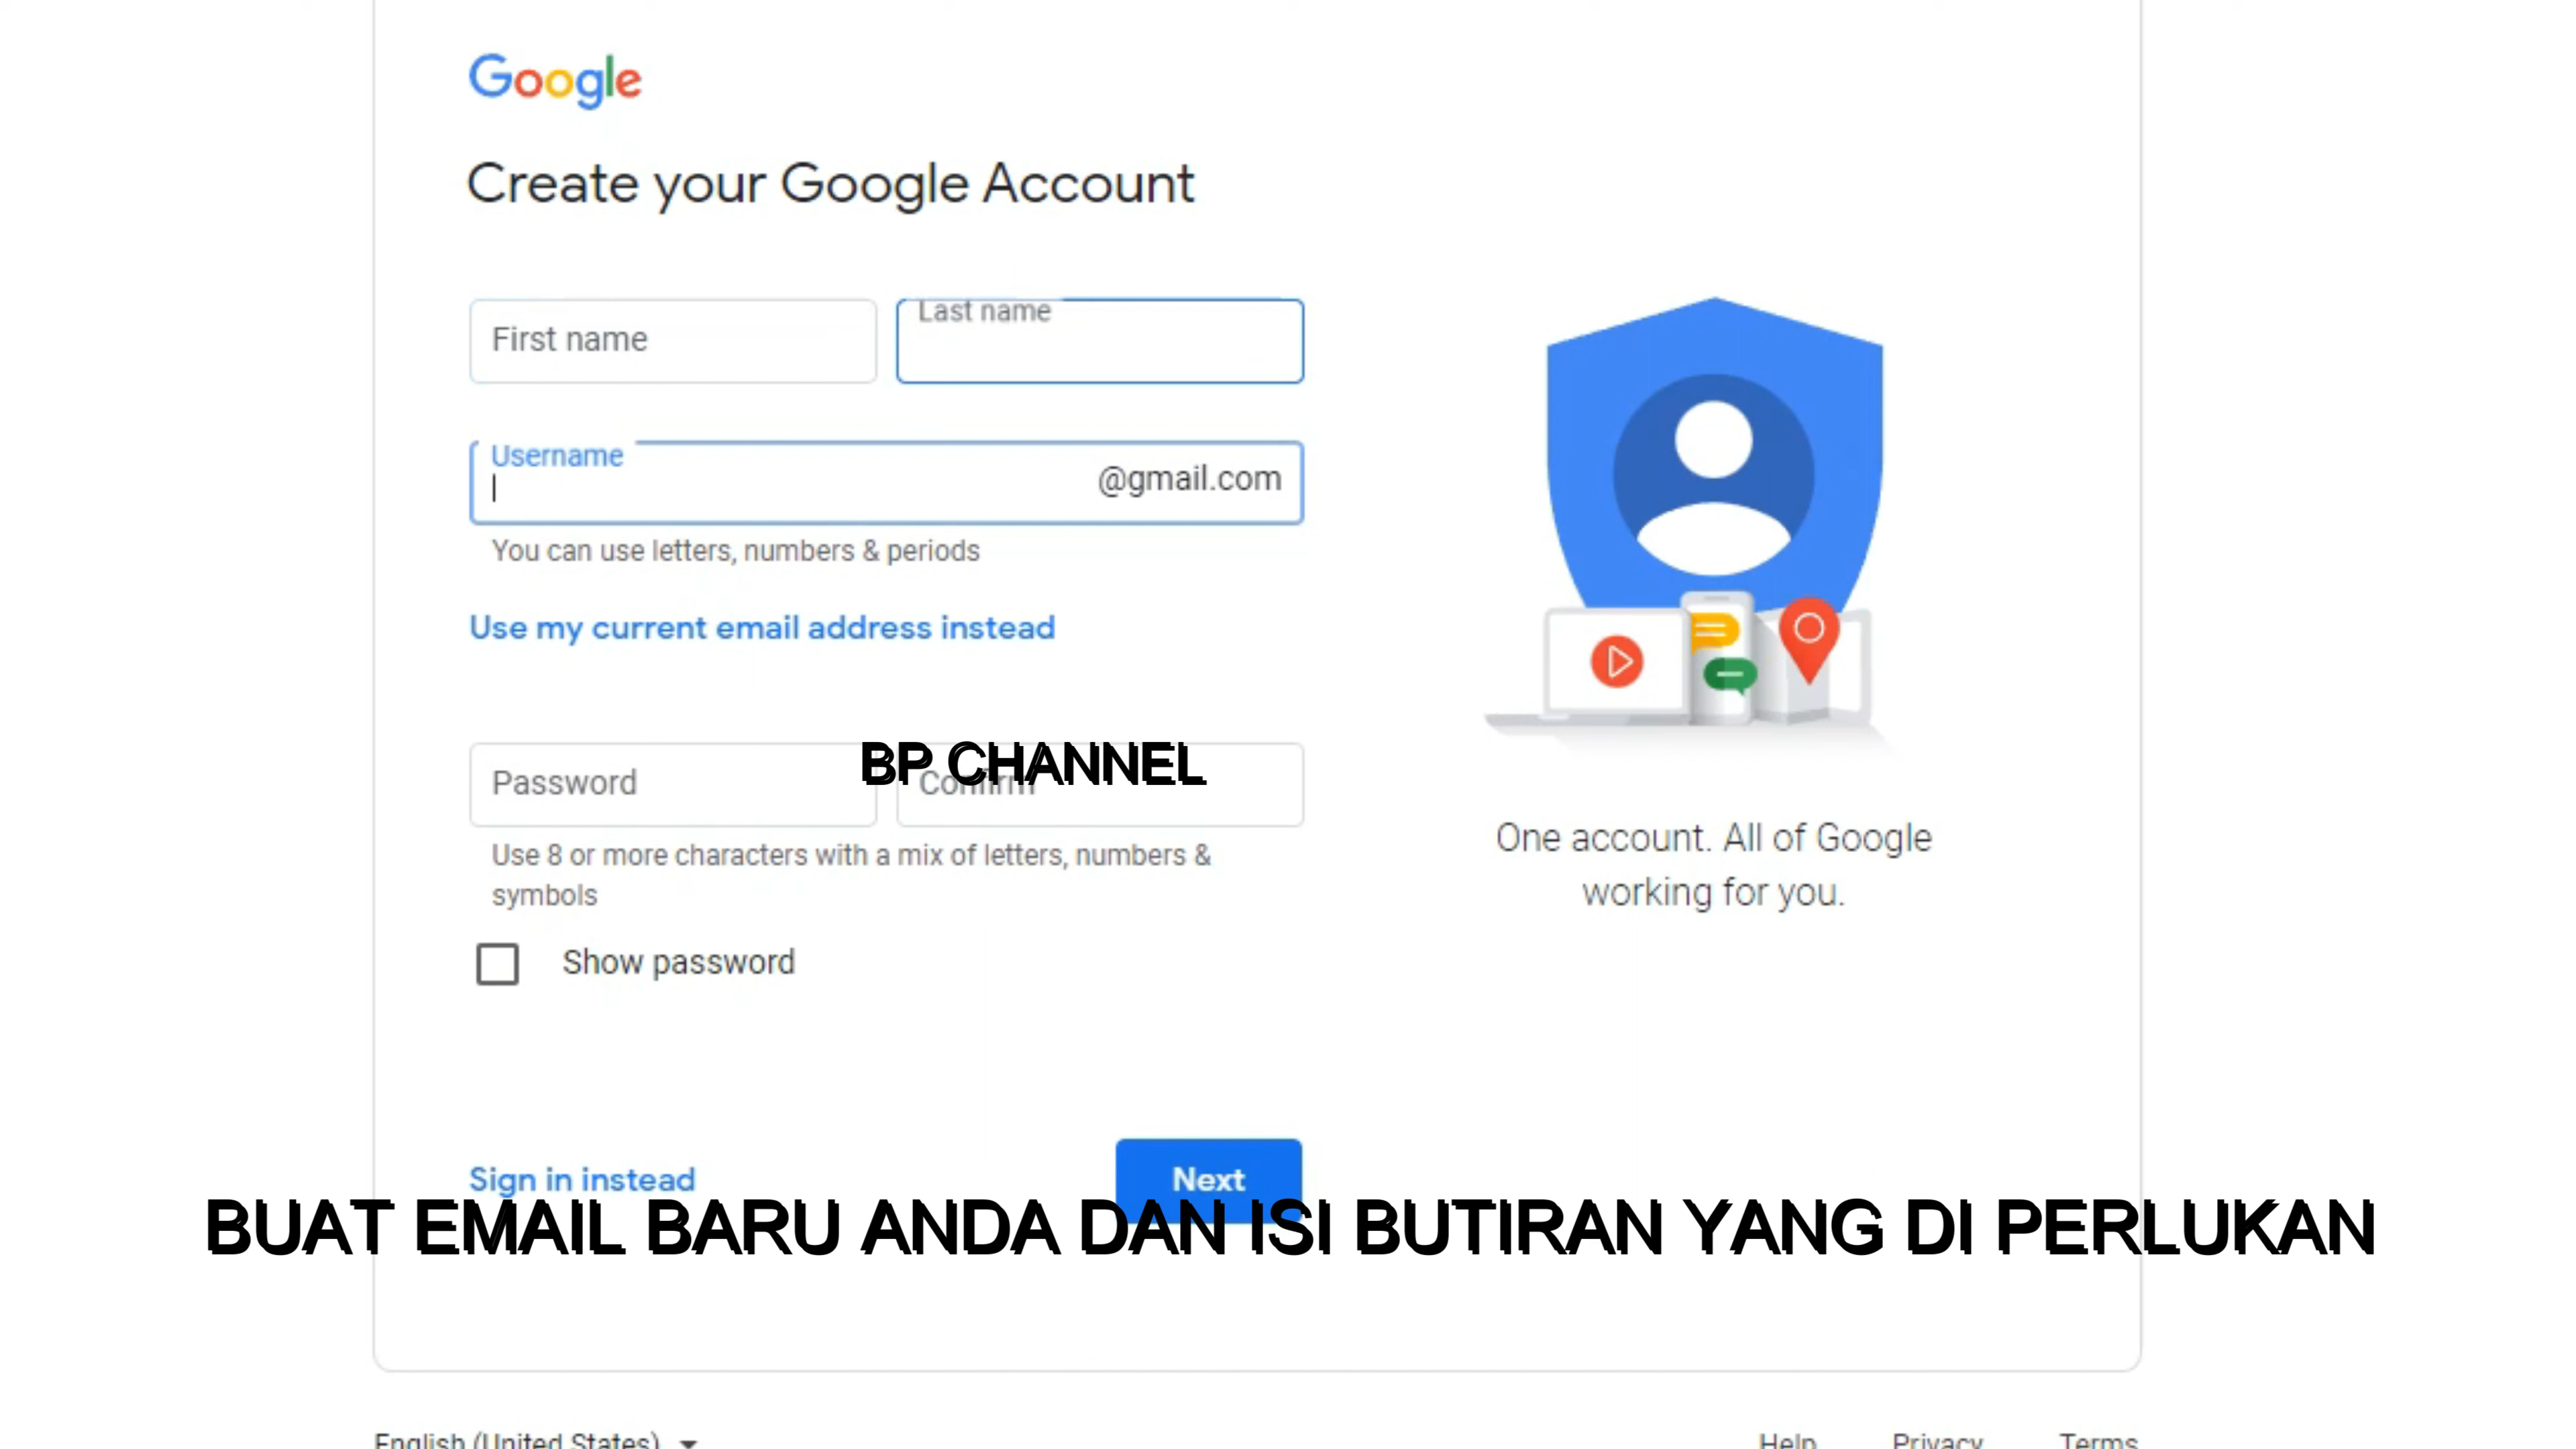 Google
Create your Google Account
First name
Last name
Username
@gmail.com
You can use letters, numbers & periods
Use my current email address instead
BP CHANNEL
Password
Confirm
Use 8 or more characters with a mix of letters, numbers &
symbols
Show password
One account. All of Google
working for you.
Sign in instead
Next
BUAT EMAIL BARU ANDA DAN ISI BUTIRAN YANG DI PERLUKAN
English (United States)
Help
Privacy
Terms